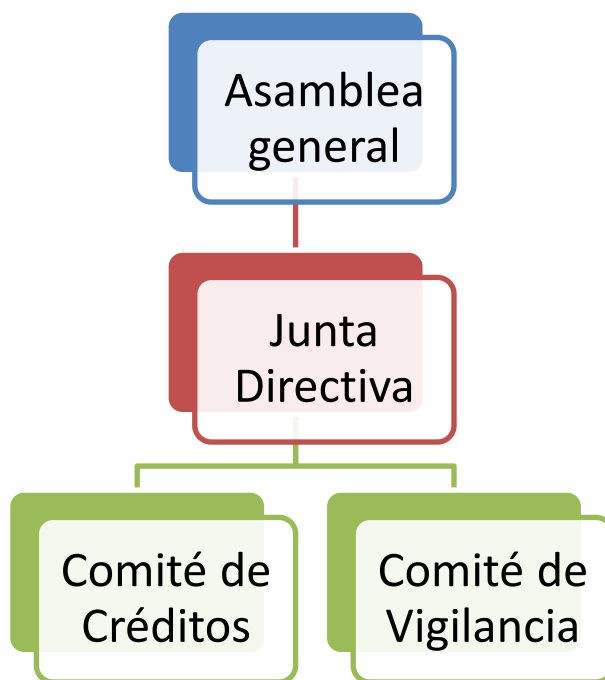 Asamblea
general
Junta
Directiva
Comité de
Créditos
Comité de
Vigilancia